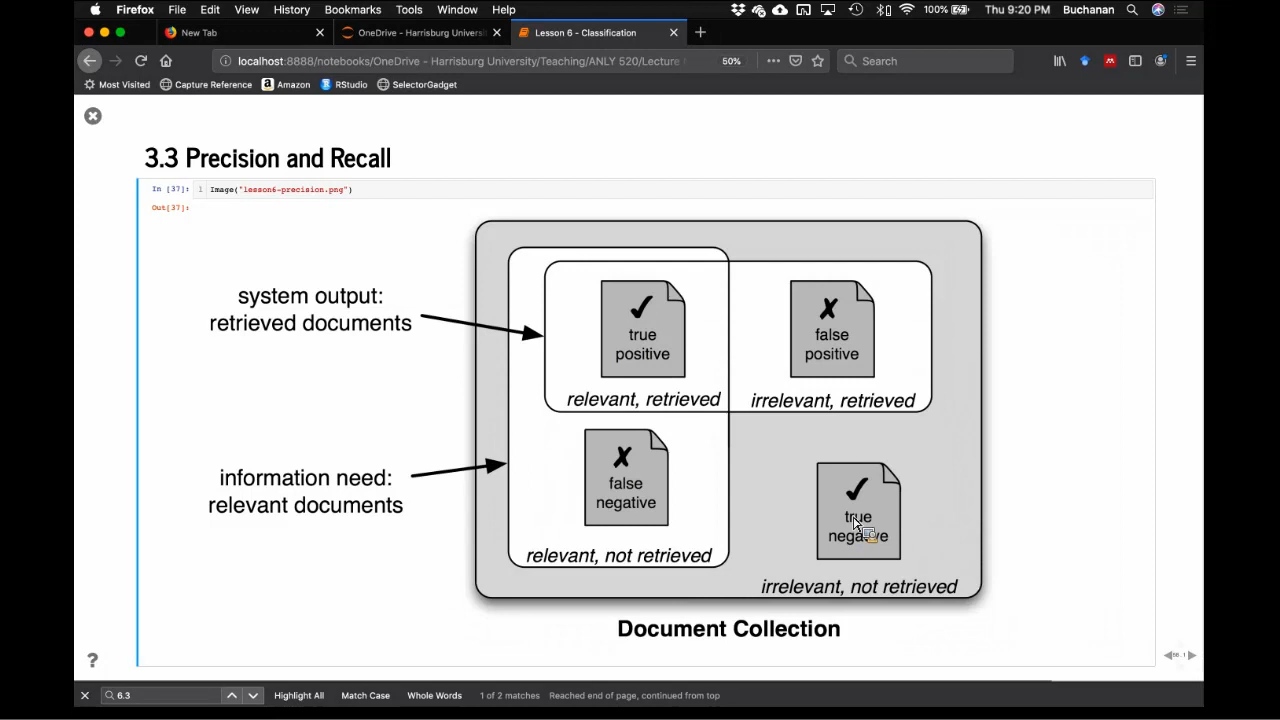 Firefox File Edit View History Bookmarks Tools Window Help 100% Thu 9:20 PM Buchanan
New Tab OneDrive - Harrisburg Universi Lesson 6 - Classification
localhost:8888/notebooks/OneDrive - Harrisburg University/Teaching/ANLY 520/Lecture 50% Search
Most Visited Capture Reference Amazon RStudio SelectorGadget
3.3 Precision and Recall
In [37]: 1 Image("lesson6-precision.png")
Out[37]:
system output:
retrieved documents
true
positive
false
positive
relevant, retrieved
irrelevant, retrieved
information need:
relevant documents
false
negative
true
negative
relevant, not retrieved
irrelevant, not retrieved
Document Collection
?
6.3 Highlight All Match Case Whole Words 1 of 2 matches Reached end of page, continued from top